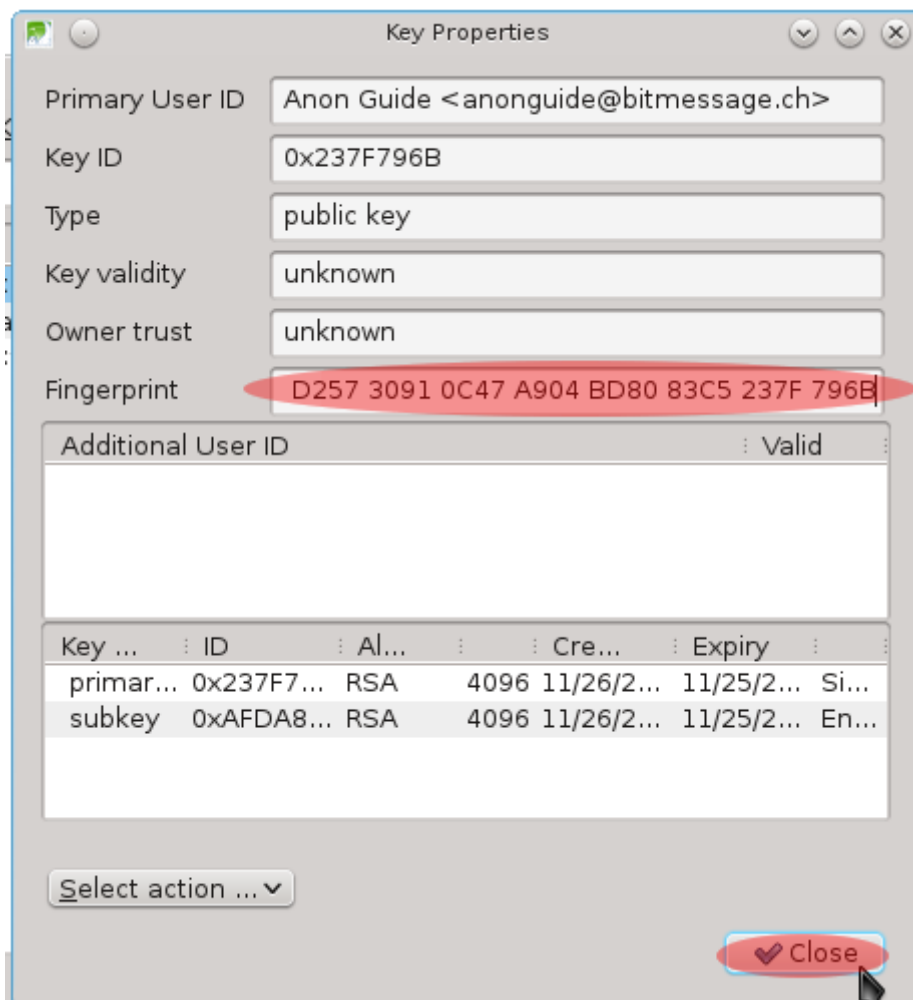 Key Properties
Primary User ID Anon Guide <anonguide@bitmessage.ch>
Key ID 0x237F796B
Type public key
Key validity unknown
Owner trust unknown
Fingerprint D257 3091 0C47 A904 BD80 83C5 237F 796B
Additional User ID Valid
Key ... ID Al... Cre... Expiry
primar... 0x237F7... RSA 4096 11/26/2... 11/25/2... Si...
subkey 0xAFDA8... RSA 4096 11/26/2... 11/25/2... En...
Select action ...
Close